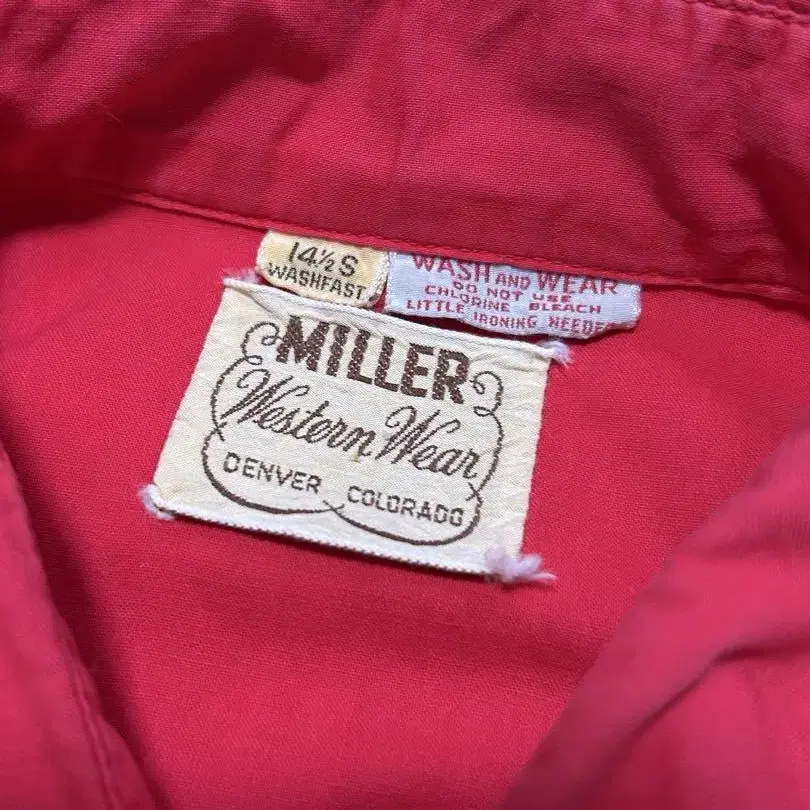 14½ S
WASHFAST
WASH AND WEAR
DO NOT USE
CHLORINE BLEACH
LITTLE IRONING NEEDED
MILLER
Western Wear
DENVER COLORADO